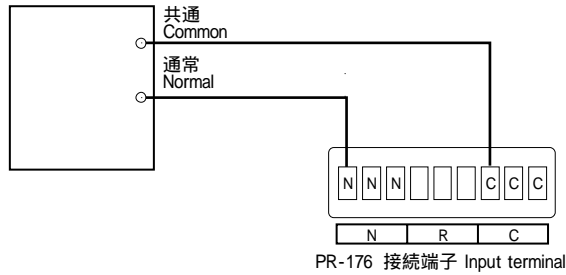 共通
Common
通常
Normal
N N N C C C
N R C
PR-176 接続端子 Input terminal